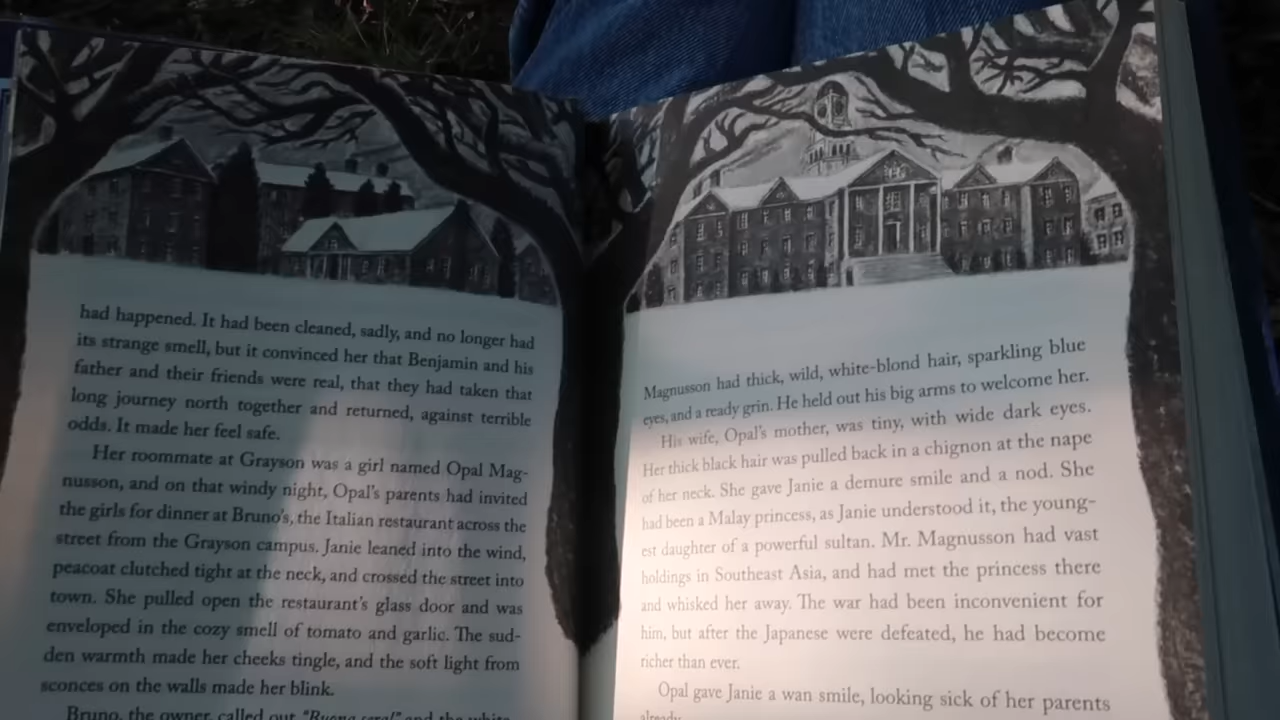 had happened. It had been cleaned, sadly, and no longer had
its strange smell, but it convinced her that Benjamin and his
father and their friends were real, that they had taken that
long journey north together and returned, against terrible
odds. It made her feel safe.
Her roommate at Grayson was a girl named Opal Mag-
nusson, and on that windy night, Opal's parents had invited
the girls for dinner at Bruno's, the Italian restaurant across the
street from the Grayson campus. Janie leaned into the wind,
peacoat clutched tight at the neck, and crossed the street into
town. She pulled open the restaurant's glass door and was
enveloped in the cozy smell of tomato and garlic. The sud-
den warmth made her cheeks tingle, and the soft light from
sconces on the walls made her blink.
Bruno, the owner, called out "Buona sera!" and the white-
Magnusson had thick, wild, white-blond hair, sparkling blue
eyes, and a ready grin. He held out his big arms to welcome her.
His wife, Opal's mother, was tiny, with wide dark eyes.
Her thick black hair was pulled back in a chignon at the nape
of her neck. She gave Janie a demure smile and a nod. She
had been a Malay princess, as Janie understood it, the young-
est daughter of a powerful sultan. Mr. Magnusson had vast
holdings in Southeast Asia, and had met the princess there
and whisked her away. The war had been inconvenient for
him, but after the Japanese were defeated, he had become
richer than ever.
Opal gave Janie a wan smile, looking sick of her parents
already.